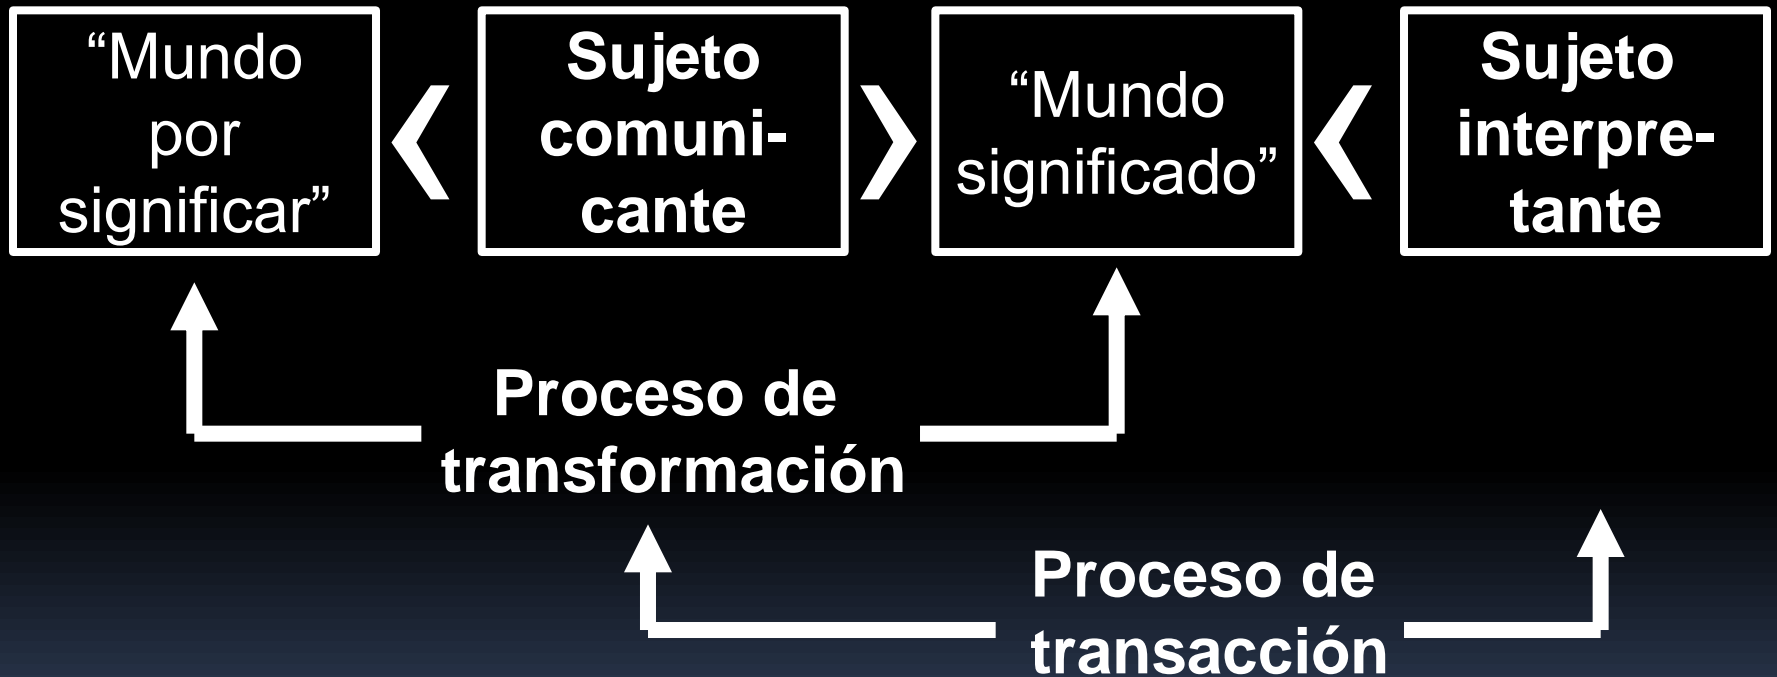 “Mundo
por
significar”
Sujeto
comuni-
cante
“Mundo
significado”
Sujeto
interpre-
tante
Proceso de
transformación
Proceso de
transacción